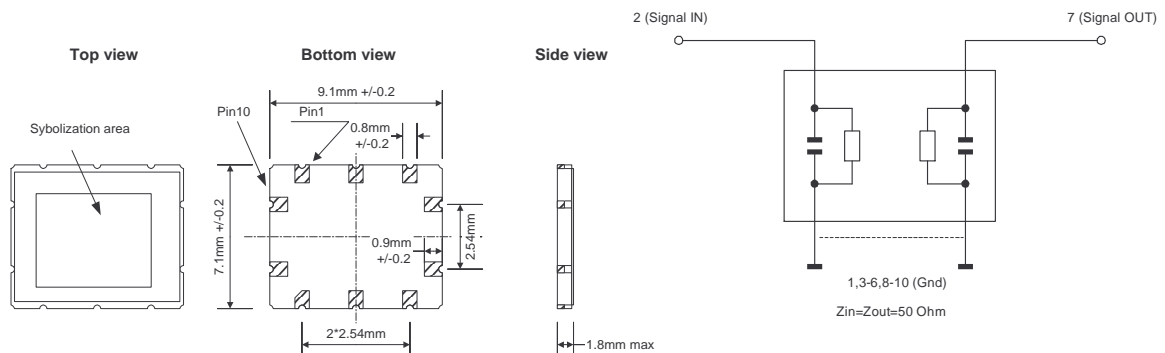 2 (Signal IN)
7 (Signal OUT)
Top view
Bottom view
Side view
9.1mm +/-0.2
Pin10
Pin1
0.8mm
+/-0.2
Sybolization area
7.1mm +/-0.2
0.9mm
+/-0.2
2.54mm
2*2.54mm
1.8mm max
1,3-6,8-10 (Gnd)
Zin=Zout=50 Ohm